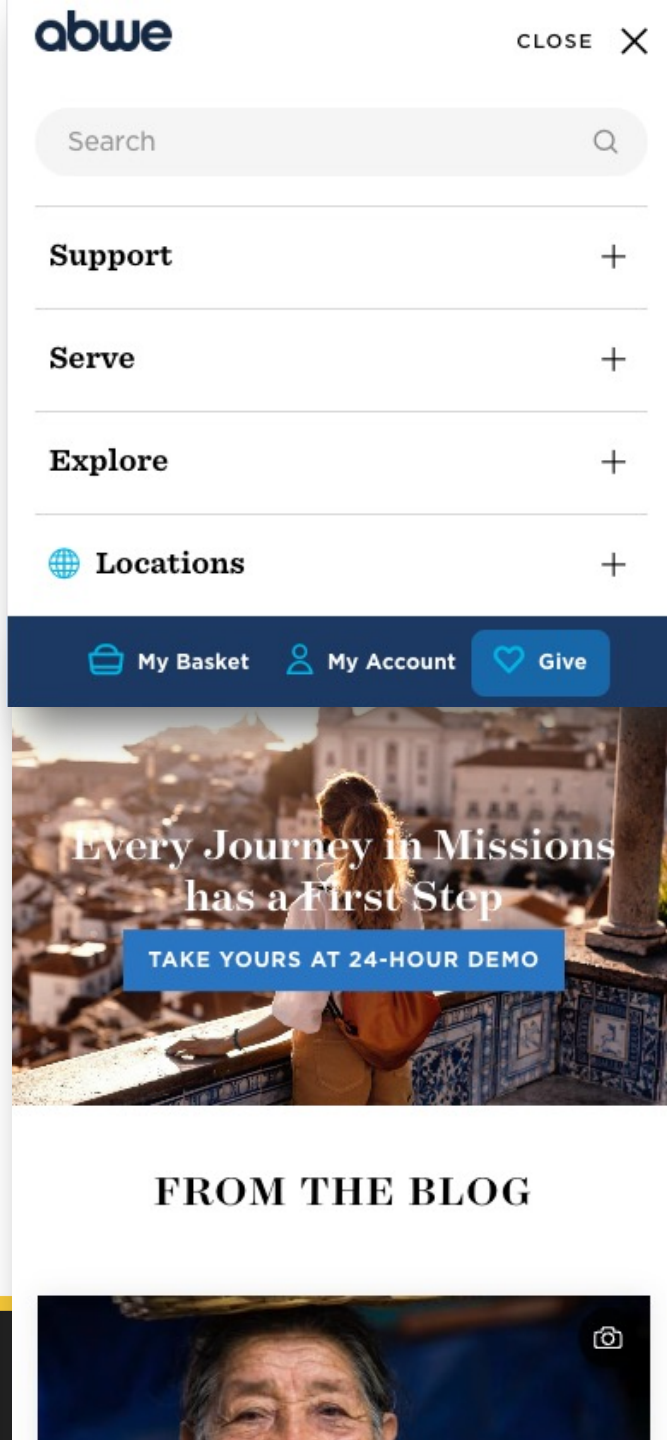 abwe
CLOSE
Search
Support
Serve
Explore
Locations
My Basket My Account Give
Every Journey in Missions
has a First Step
TAKE YOURS AT 24-HOUR DEMO
FROM THE BLOG